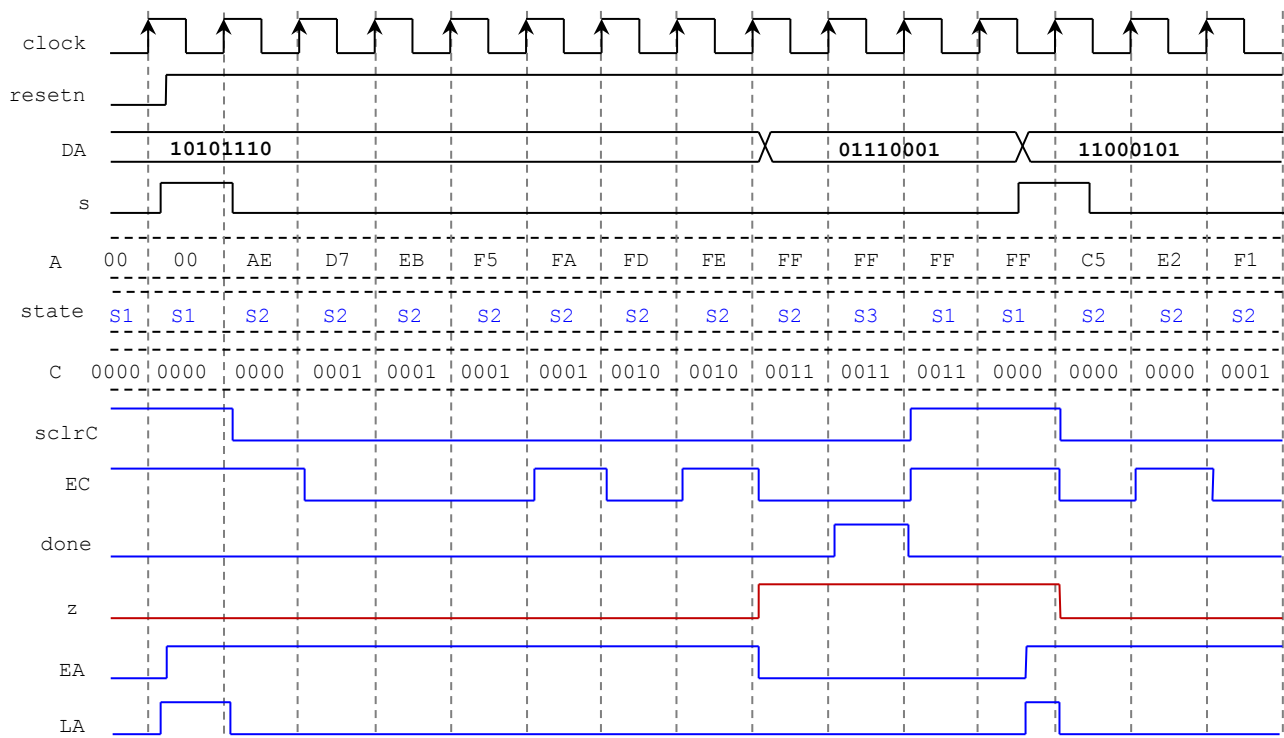 clock
resetn
DA 10101110 01110001 11000101
s
A 00 00 AE D7 EB F5 FA FD FE FF FF FF FF C5 E2 F1
state S1 S1 S2 S2 S2 S2 S2 S2 S2 S2 S3 S1 S1 S2 S2 S2
C 0000 0000 0000 0001 0001 0001 0001 0010 0010 0011 0011 0011 0000 0000 0000 0001
sclrC
EC
done
z
EA
LA